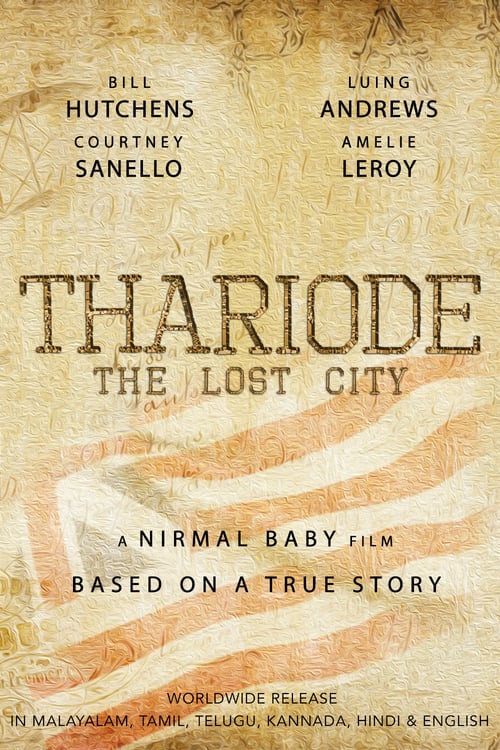 BILL
HUTCHENS
LUING
ANDREWS
COURTNEY
SANELLO
AMELIE
LEROY
THARIODE
THE LOST CITY
A NIRMAL BABY FILM
BASED ON A TRUE STORY
WORLDWIDE RELEASE
IN MALAYALAM, TAMIL, TELUGU, KANNADA, HINDI & ENGLISH